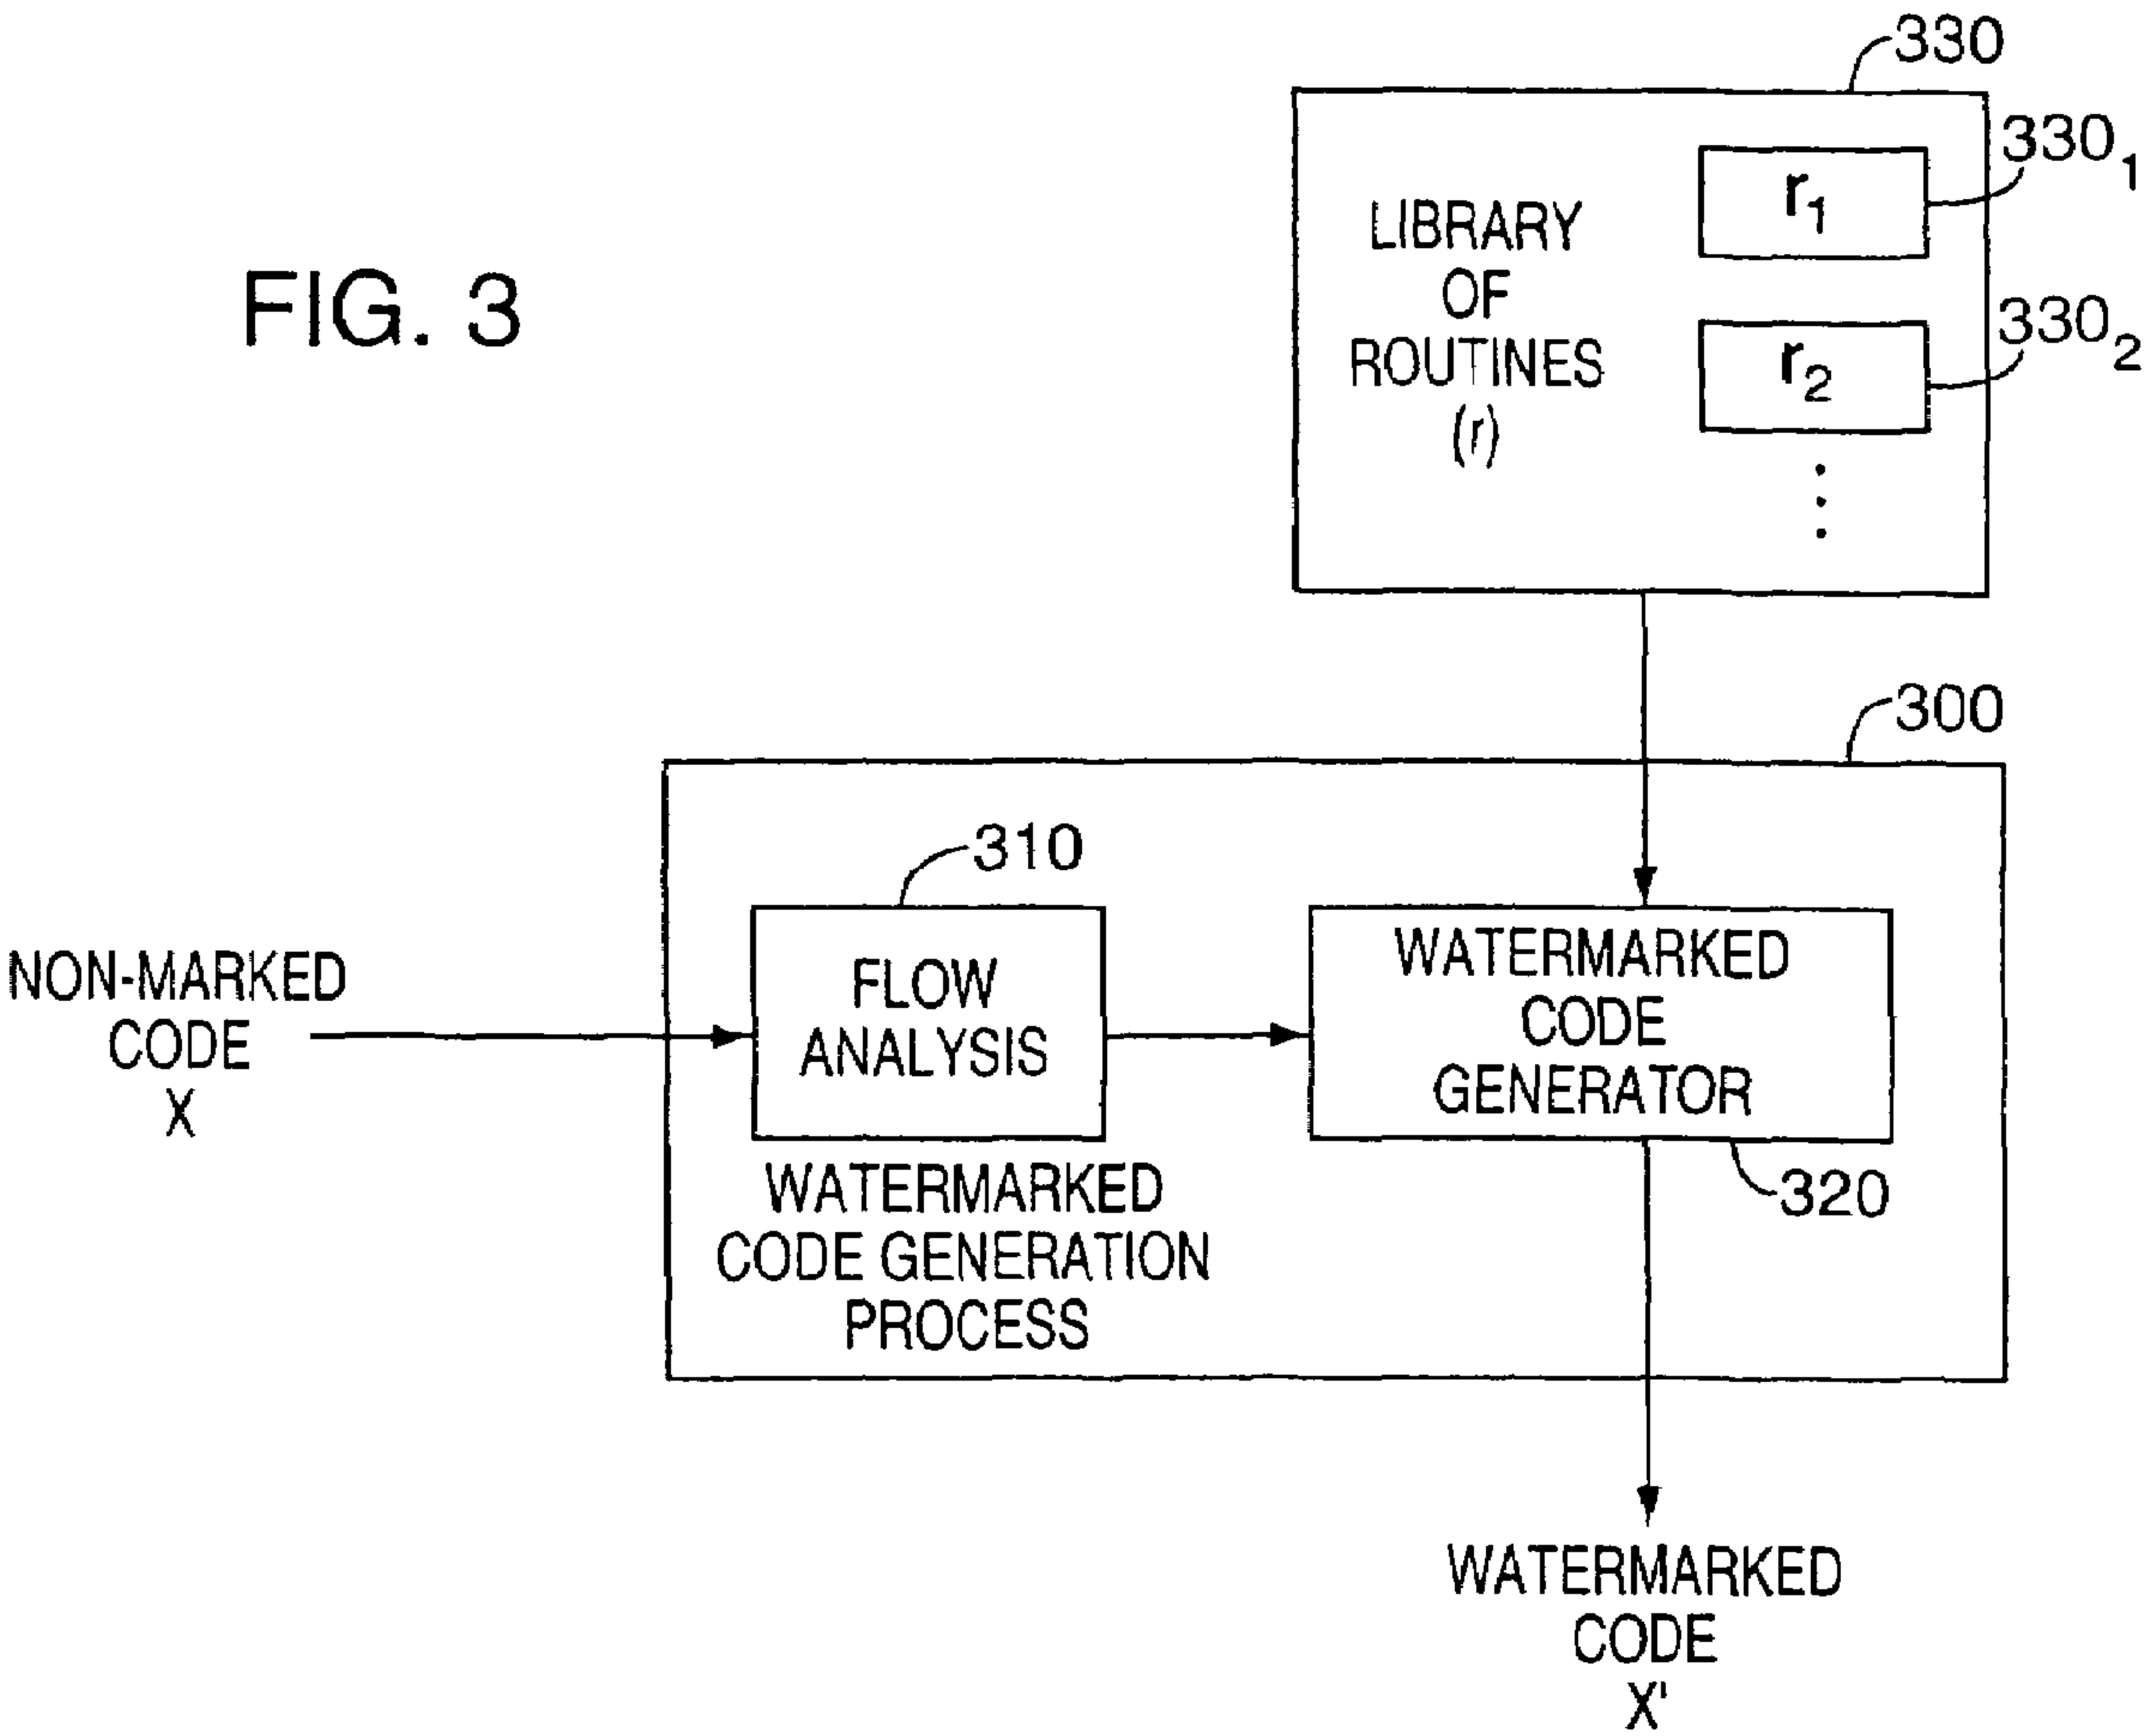 FIG. 3
330
LIBRARY
OF
ROUTINES
(r)
r₁
330₁
r₂
330₂
300
310
FLOW
ANALYSIS
WATERMARKED
CODE
GENERATOR
320
NON-MARKED
CODE
X
WATERMARKED
CODE GENERATION
PROCESS
WATERMARKED
CODE
X'